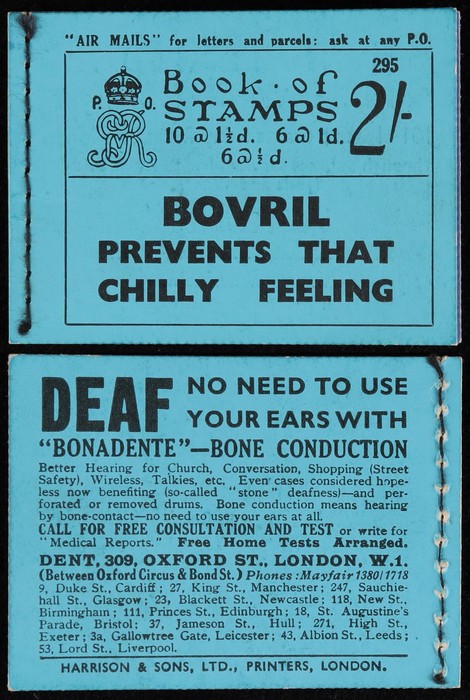 "AIR MAILS" for letters and parcels: ask at any P.O.
295
P. O.
Book · of
STAMPS
2/-
10 @ 1½d. 6 @ 1d.
6 @ ½d.
BOVRIL
PREVENTS THAT
CHILLY FEELING
DEAF NO NEED TO USE
YOUR EARS WITH
"BONADENTE"—BONE CONDUCTION
Better Hearing for Church, Conversation, Shopping (Street
Safety), Wireless, Talkies, etc, Even cases considered hope-
less now benefiting (so-called "stone" deafness)—and per-
forated or removed drums. Bone conduction means hearing
by bone-contact—no need to use your ears at all.
CALL FOR FREE CONSULTATION AND TEST or write for
"Medical Reports." Free Home Tests Arranged.
DENT, 309, OXFORD ST., LONDON, W.1.
(Between Oxford Circus & Bond St.) Phones: Mayfair 1380/1718
9, Duke St., Cardiff; 27, King St., Manchester; 247, Sauchie-
hall St., Glasgow; 23, Blackett St., Newcastle; 118, New St.,
Birmingham; 111, Princes St., Edinburgh; 18, St. Augustine's
Parade, Bristol; 37, Jameson St., Hull; 271, High St.,
Exeter; 3a, Gallowtree Gate, Leicester; 43, Albion St., Leeds;
53, Lord St., Liverpool.
HARRISON & SONS, LTD., PRINTERS, LONDON.